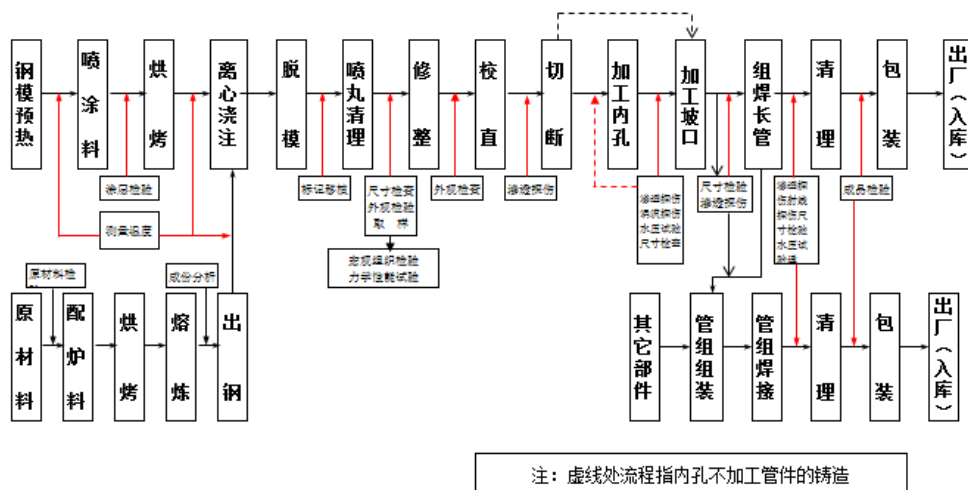 钢模预热
喷涂料
烘烤
离心浇注
脱模
喷丸清理
修整
校直
切断
加工内孔
加工坡口
组焊长管
清理
包装
出厂（入库）
涂层检验
标记移植
尺寸检查
外观检验
取 样
外观检查
渗透探伤
渗透探伤
涡流探伤
水压试验
尺寸检查
尺寸检验
渗透探伤
渗透探
伤射线
探伤尺
寸检验
水压试
成品检验
测量温度
宏观组织检验
力学性能试验
原材料检
成份分析
原材料
配炉料
烘烤
熔炼
出钢
其它部件
管组组装
管组焊接
清理
包装
出厂（入库）
注：虚线处流程指内孔不加工管件的铸造